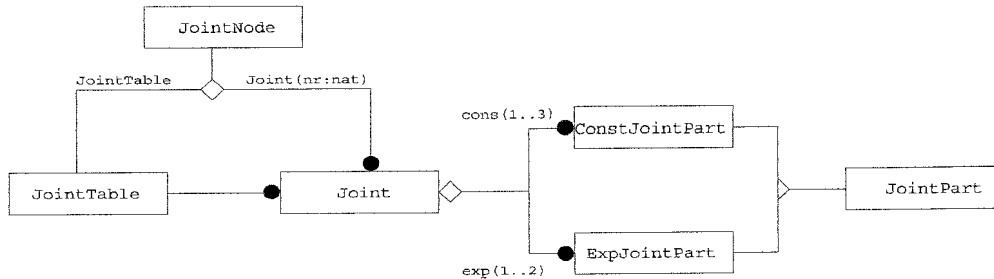 JointNode
JointTable
Joint(nr:nat)
cons(1..3)
ConstJointPart
JointTable
Joint
JointPart
ExpJointPart
exp(1..2)